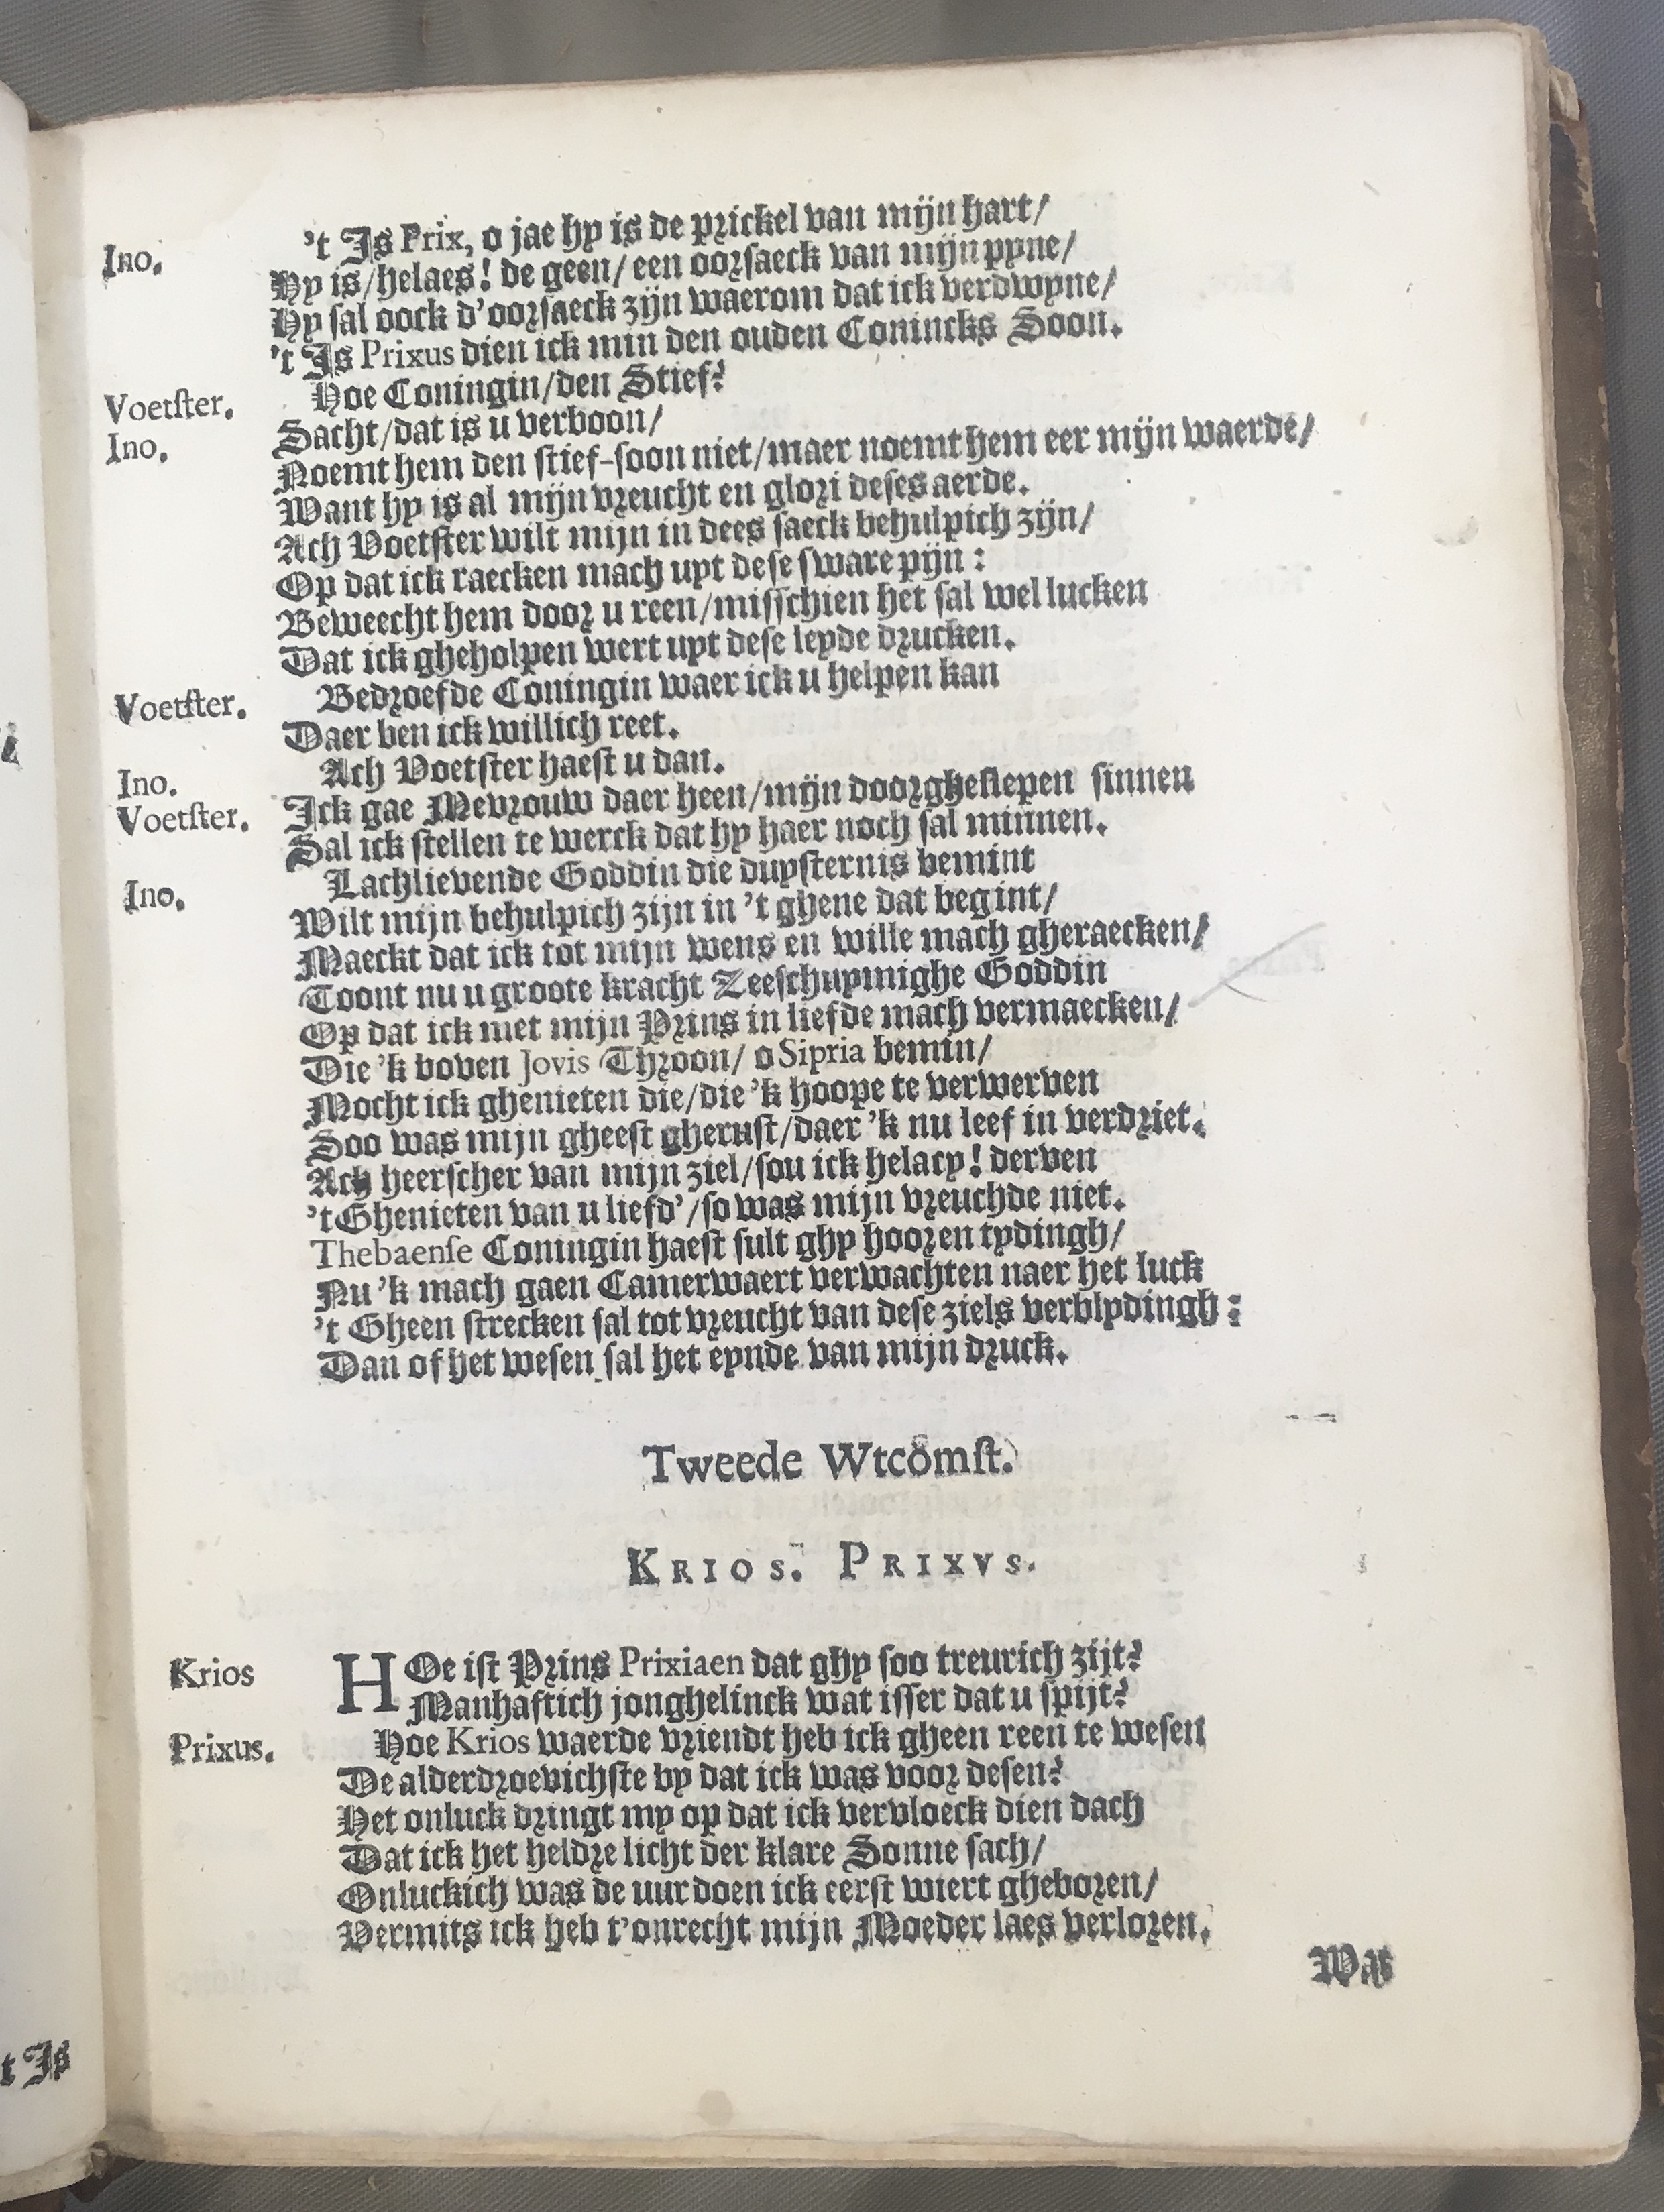 Ino. 't Is Prix, o jae hy is de prickel van mijn hart/
Hy is/helaes! de geen/een oorsaeck van mijn pyne/
Hy sal oock d'oorsaeck zijn waerom dat ick verdwyne/
't Is Prixus dien ick min den ouden Conincks Soon.
Voetster. Hoe Coningin/den Stief?
Ino. Sacht/dat is u verboon/
Noemt hem den stief-soon niet/maer noemt hem eer mijn waerde/
Want hy is al mijn vreucht en glori deses aerde.
Ach Voetster wilt mijn in dees saeck behulpich zijn/
Op dat ick raecken mach uyt dese sware pijn:
Beweecht hem door u reen/misschien het sal wel lucken
Dat ick gheholpen wert uyt dese leyde drucken.
Voetster. Bedroefde Coningin waer ick u helpen kan
Daer ben ick willich reet.
Ino. Ach Voetster haest u dan.
Voetster. Ick gae Mevrouw daer heen/mijn doorghesiepen sinnen
Sal ick stellen te werck dat hy haer noch sal minnen.
Ino. Lachlievende Goddin die duysternis bemint
Wilt mijn behulpich zijn in 't ghene dat begint/
Maeckt dat ick tot mijn wens en wille mach gheraecken/
Toont nu u groote kracht Zeeschuymighe Goddin
Op dat ick met mijn Prins in liefde mach vermaecken/
Die 'k boven Jovis Throon/ o Sipria bemin/
Mocht ick ghenieten die/die 'k hoope te verwerven
Soo was mijn gheest gherust/daer 'k nu leef in verdriet.
Ach heerscher van mijn ziel/sou ick helacy! derven
't Ghenieten van u liefd'/so was mijn vreuchde niet.
Thebaense Coningin haest sult ghy hooren tydingh/
Nu 'k mach gaen Camerwaert verwachten naer het luck
't Gheen strecken sal tot vreucht van dese ziels verblydingh:
Dan of het wesen sal het eynde van mijn druck.
Tweede Wtcomst.
KRIOS. PRIXVS.
Krios HOe ist Prins Prixiaen dat ghy soo treurich zijt?
Manhaftich jonghelinck wat isser dat u spijt?
Prixus. Hoe Krios waerde vriendt heb ick gheen reen te wesen
De alderdroevichste by dat ick was voor desen?
Het onluck dringt my op dat ick vervloeck dien dach
Dat ick het heldre licht der klare Sonne sach/
Onluckich was de uur doen ick eerst wiert gheboren/
Vermits ick heb t'onrecht mijn Moeder laes verloren.
Was
t Is